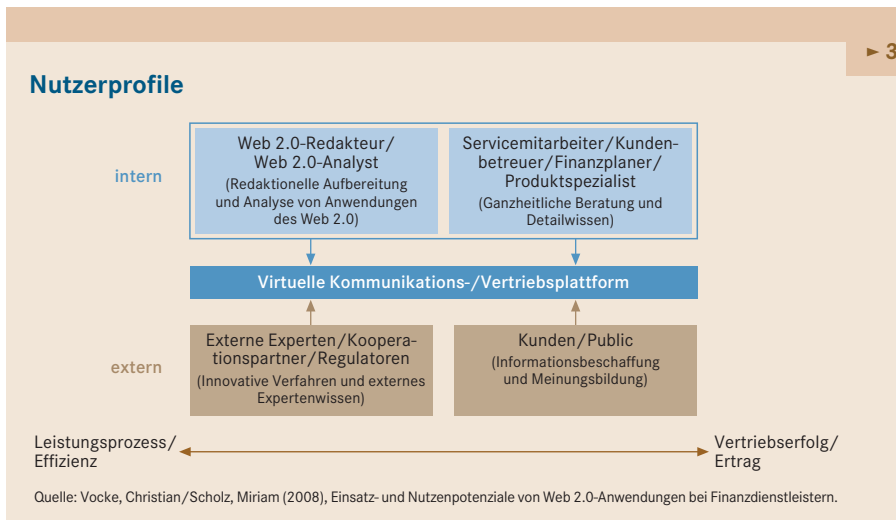 ► 3
Nutzerprofile
intern
Web 2.0-Redakteur/
Web 2.0-Analyst
(Redaktionelle Aufbereitung
und Analyse von Anwendungen
des Web 2.0)
Servicemitarbeiter/Kunden-
betreuer/Finanzplaner/
Produktspezialist
(Ganzheitliche Beratung und
Detailwissen)
Virtuelle Kommunikations-/Vertriebsplattform
extern
Externe Experten/Koopera-
tionspartner/Regulatoren
(Innovative Verfahren und externes
Expertenwissen)
Kunden/Public
(Informationsbeschaffung
und Meinungsbildung)
Leistungsprozess/
Effizienz
Vertriebserfolg/
Ertrag
Quelle: Vocke, Christian/Scholz, Miriam (2008), Einsatz- und Nutzenpotenziale von Web 2.0-Anwendungen bei Finanzdienstleistern.